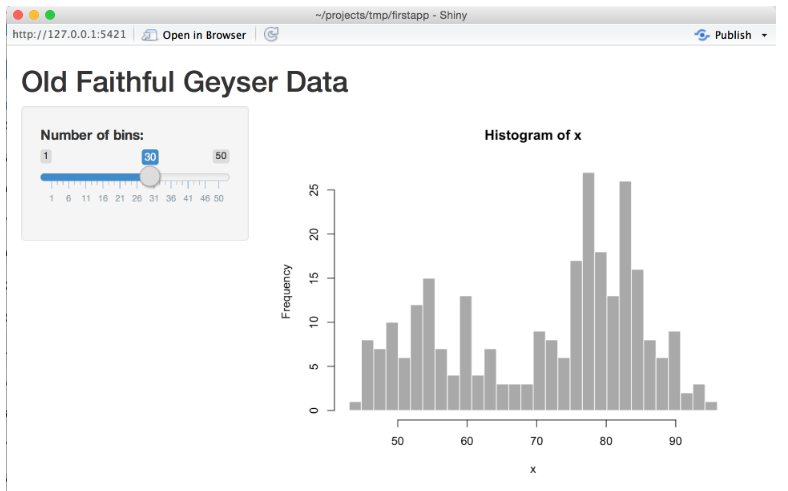 ~/projects/tmp/firstapp - Shiny
http://127.0.0.1:5421 Open in Browser Publish
Old Faithful Geyser Data
Number of bins:
1 30 50
1 6 11 16 21 26 31 36 41 46 50
Histogram of x
Frequency
25
20
15
10
5
0
50 60 70 80 90
x